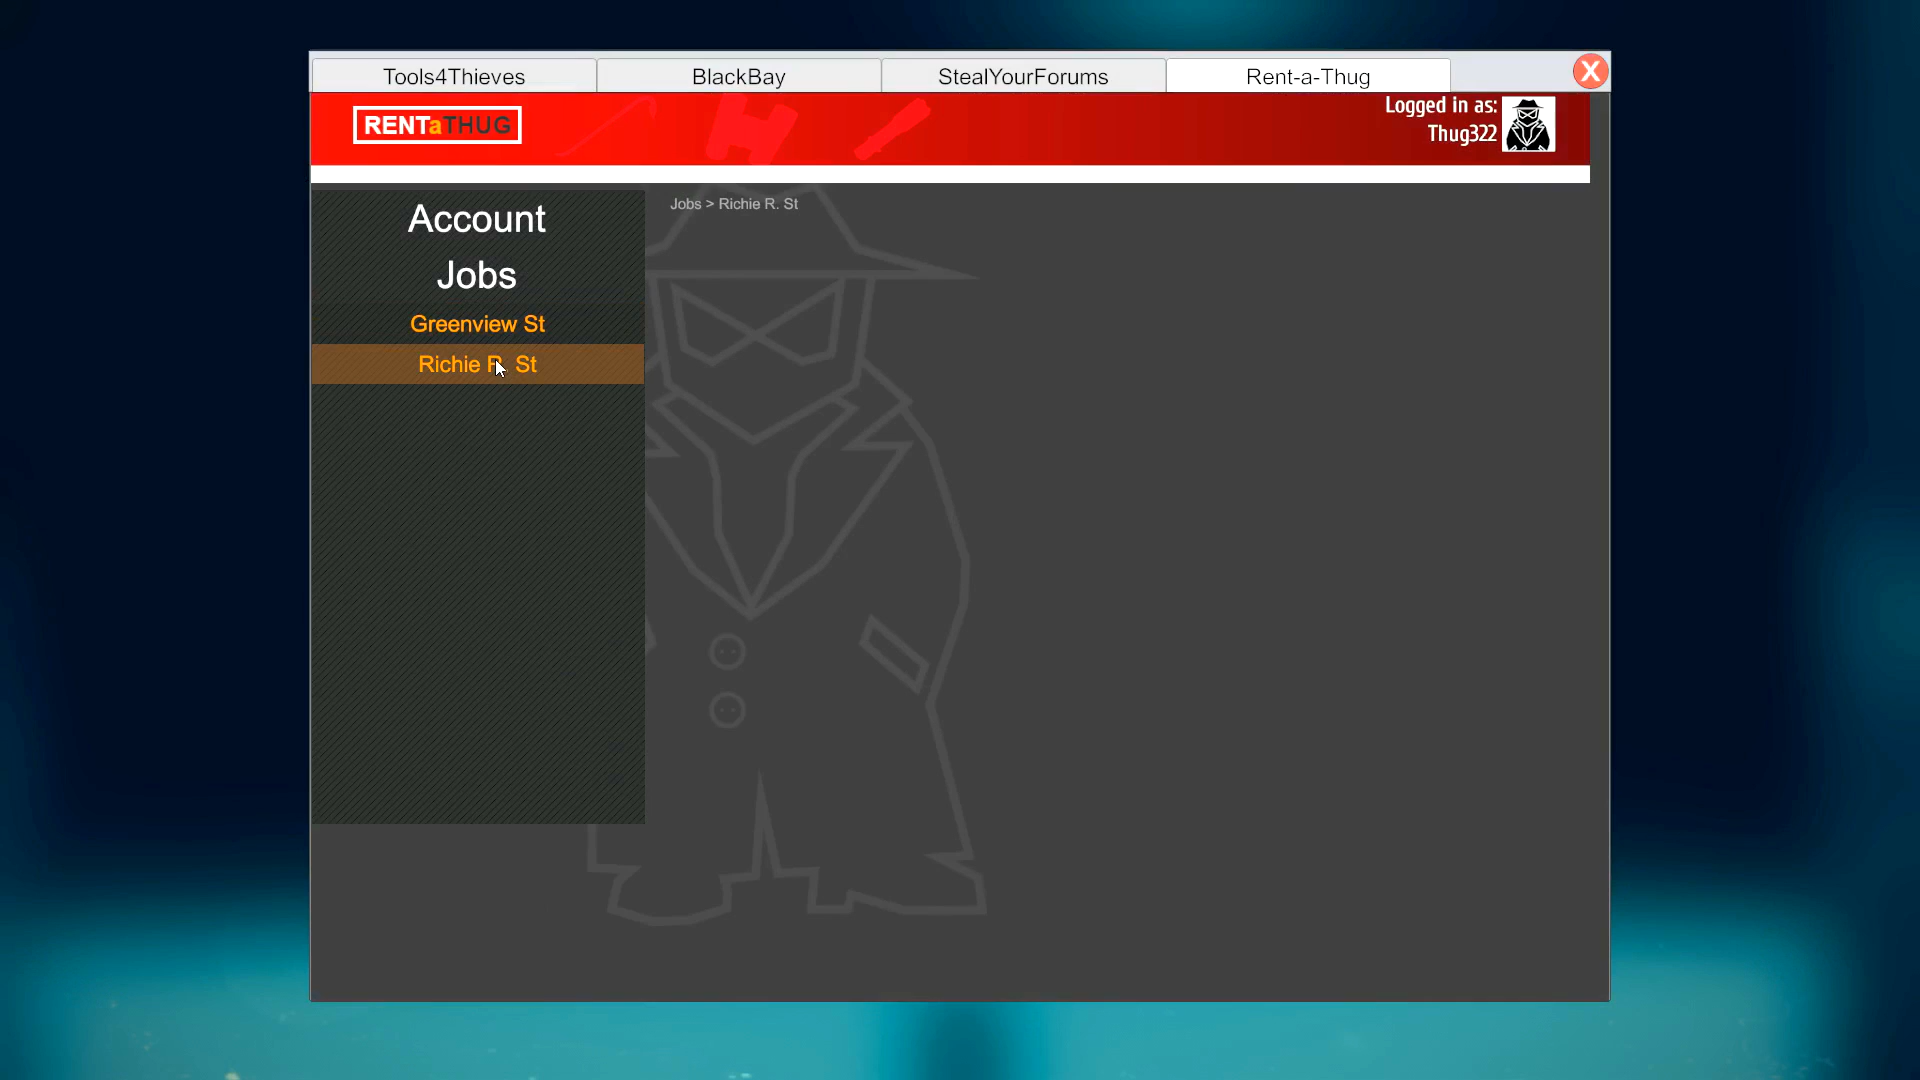 Tools4Thieves
BlackBay
StealYourForums
Rent-a-Thug
X
RENTaTHUG
Logged in as:
Thug322
Account
Jobs
Greenview St
Richie R. St
Jobs > Richie R. St